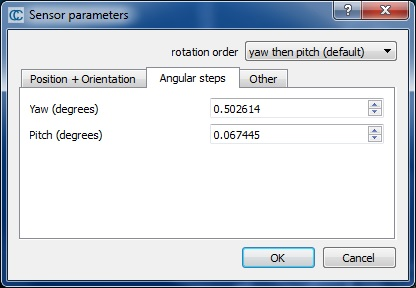 Sensor parameters
rotation order yaw then pitch (default)
Position + Orientation Angular steps Other
Yaw (degrees) 0.502614
Pitch (degrees) 0.067445
OK Cancel